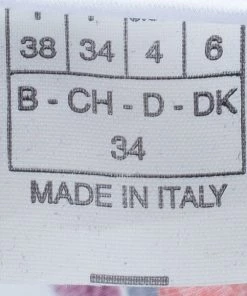 38 34 4 6
B - CH - D - DK
34
MADE IN ITALY